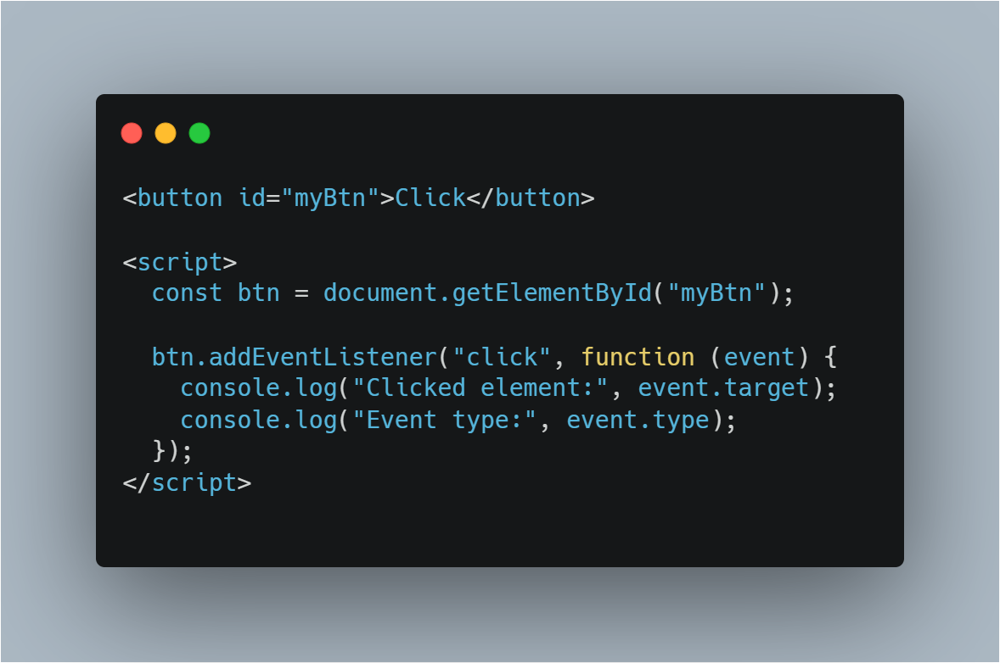 <button id="myBtn">Click</button>
<script>
  const btn = document.getElementById("myBtn");
  btn.addEventListener("click", function (event) {
    console.log("Clicked element:", event.target);
    console.log("Event type:", event.type);
  });
</script>